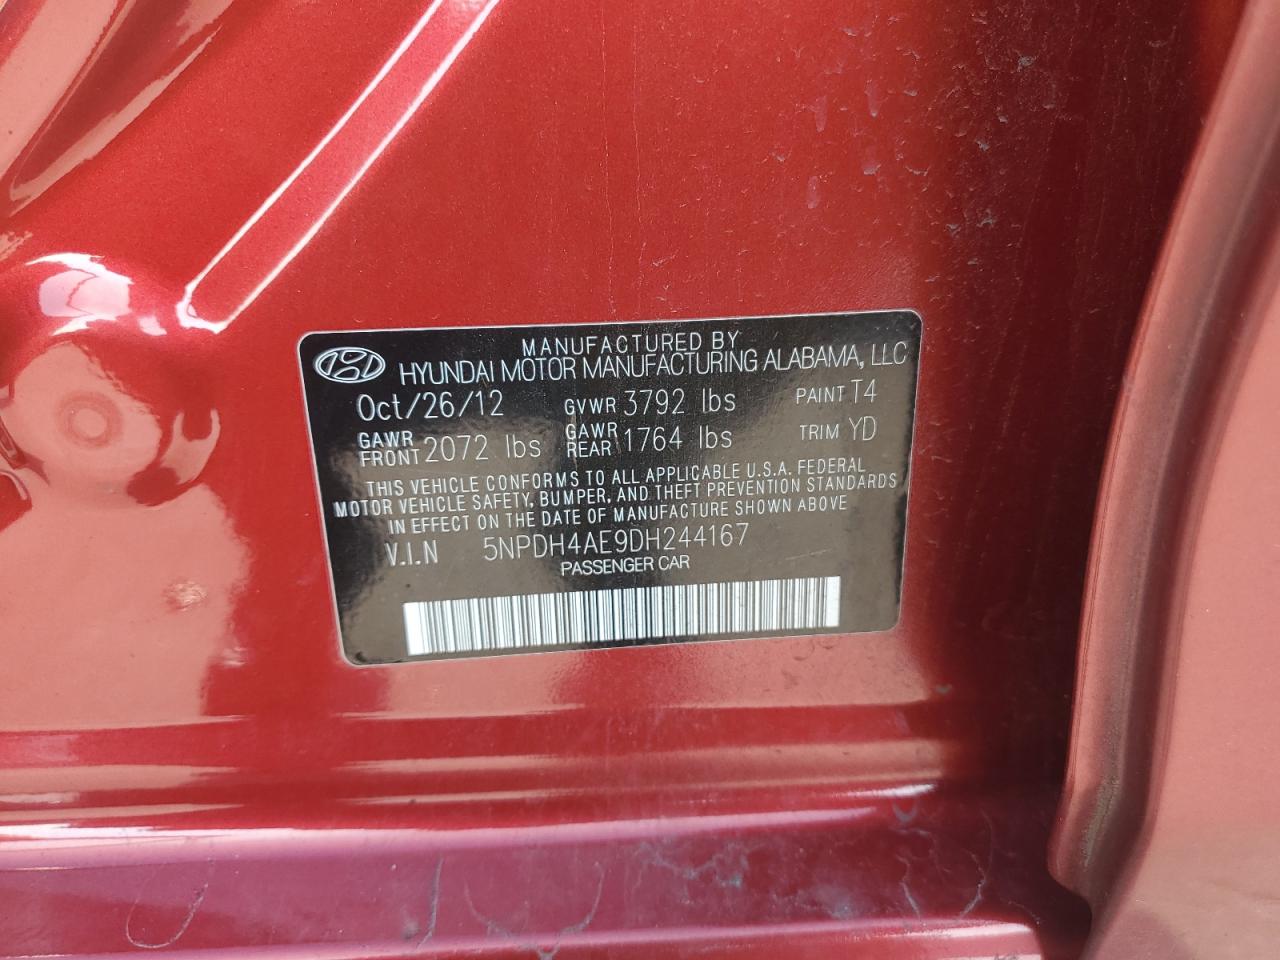 MANUFACTURED BY
HYUNDAI MOTOR MANUFACTURING ALABAMA, LLC
Oct/26/12 GVWR 3792 lbs PAINT T4
GAWR FRONT 2072 lbs GAWR REAR 1764 lbs TRIM YD
THIS VEHICLE CONFORMS TO ALL APPLICABLE U.S.A. FEDERAL
MOTOR VEHICLE SAFETY, BUMPER, AND THEFT PREVENTION STANDARDS
IN EFFECT ON THE DATE OF MANUFACTURE SHOWN ABOVE
V.I.N 5NPDH4AE9DH244167
PASSENGER CAR